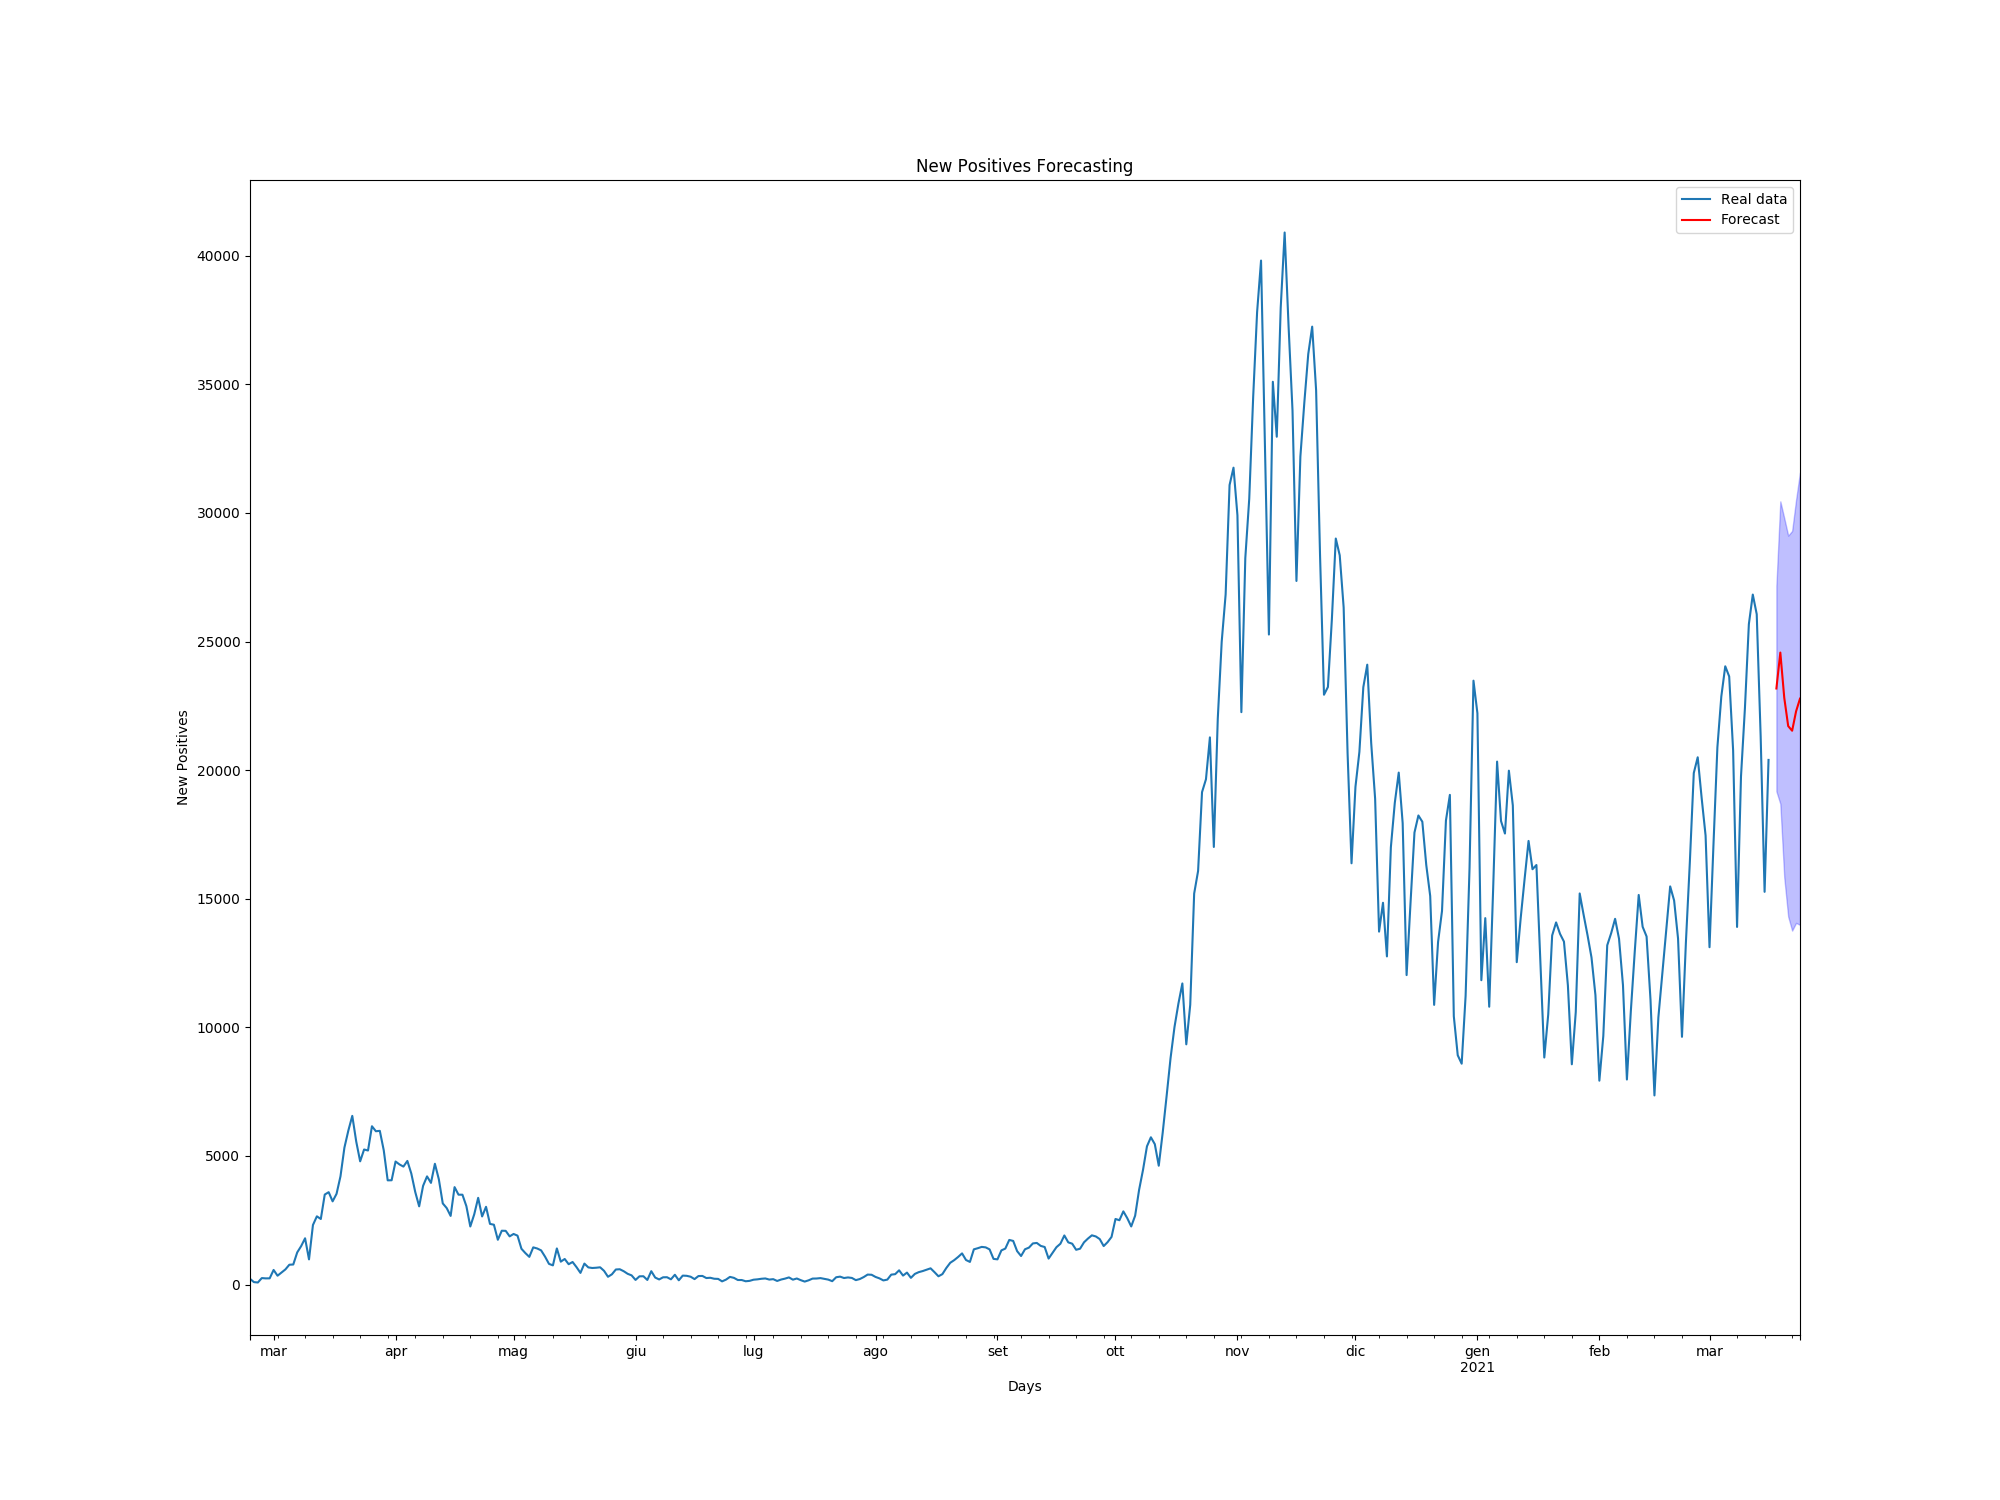 New Positives Forecasting
Real data
Forecast
40000
35000
30000
25000
20000
15000
10000
5000
0
New Positives
mar apr mag giu lug ago set ott nov dic gen feb mar
2021
Days